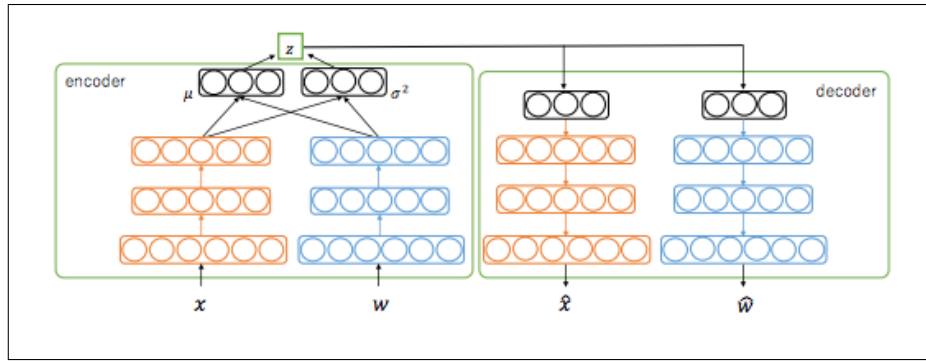 z
encoder
decoder
μ
σ²
x
w
x̂
ŵ